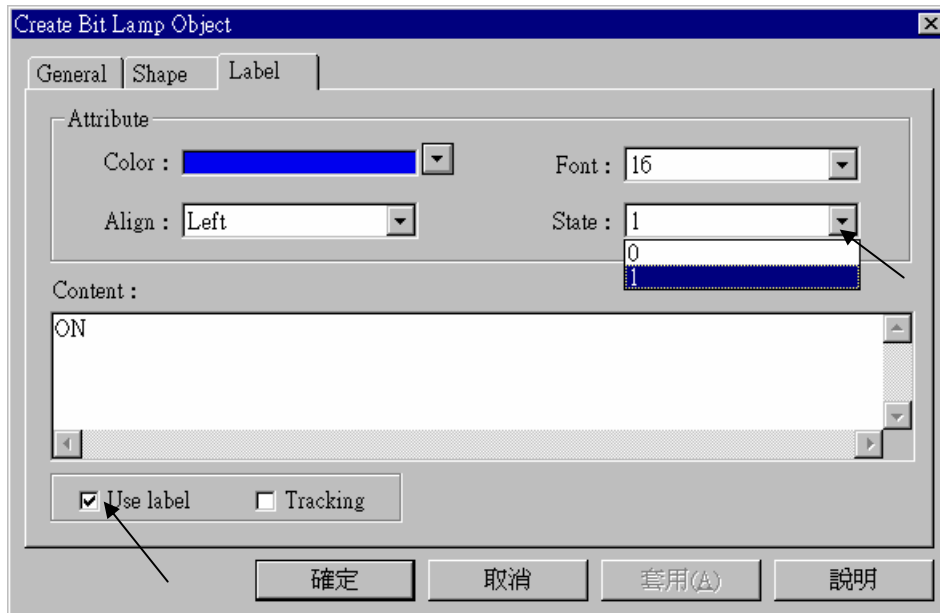 Create Bit Lamp Object
General Shape Label
Attribute
Color : Font : 16
Align : Left State : 1
0
1
Content :
ON
Use label Tracking
確定 取消 套用(A) 說明